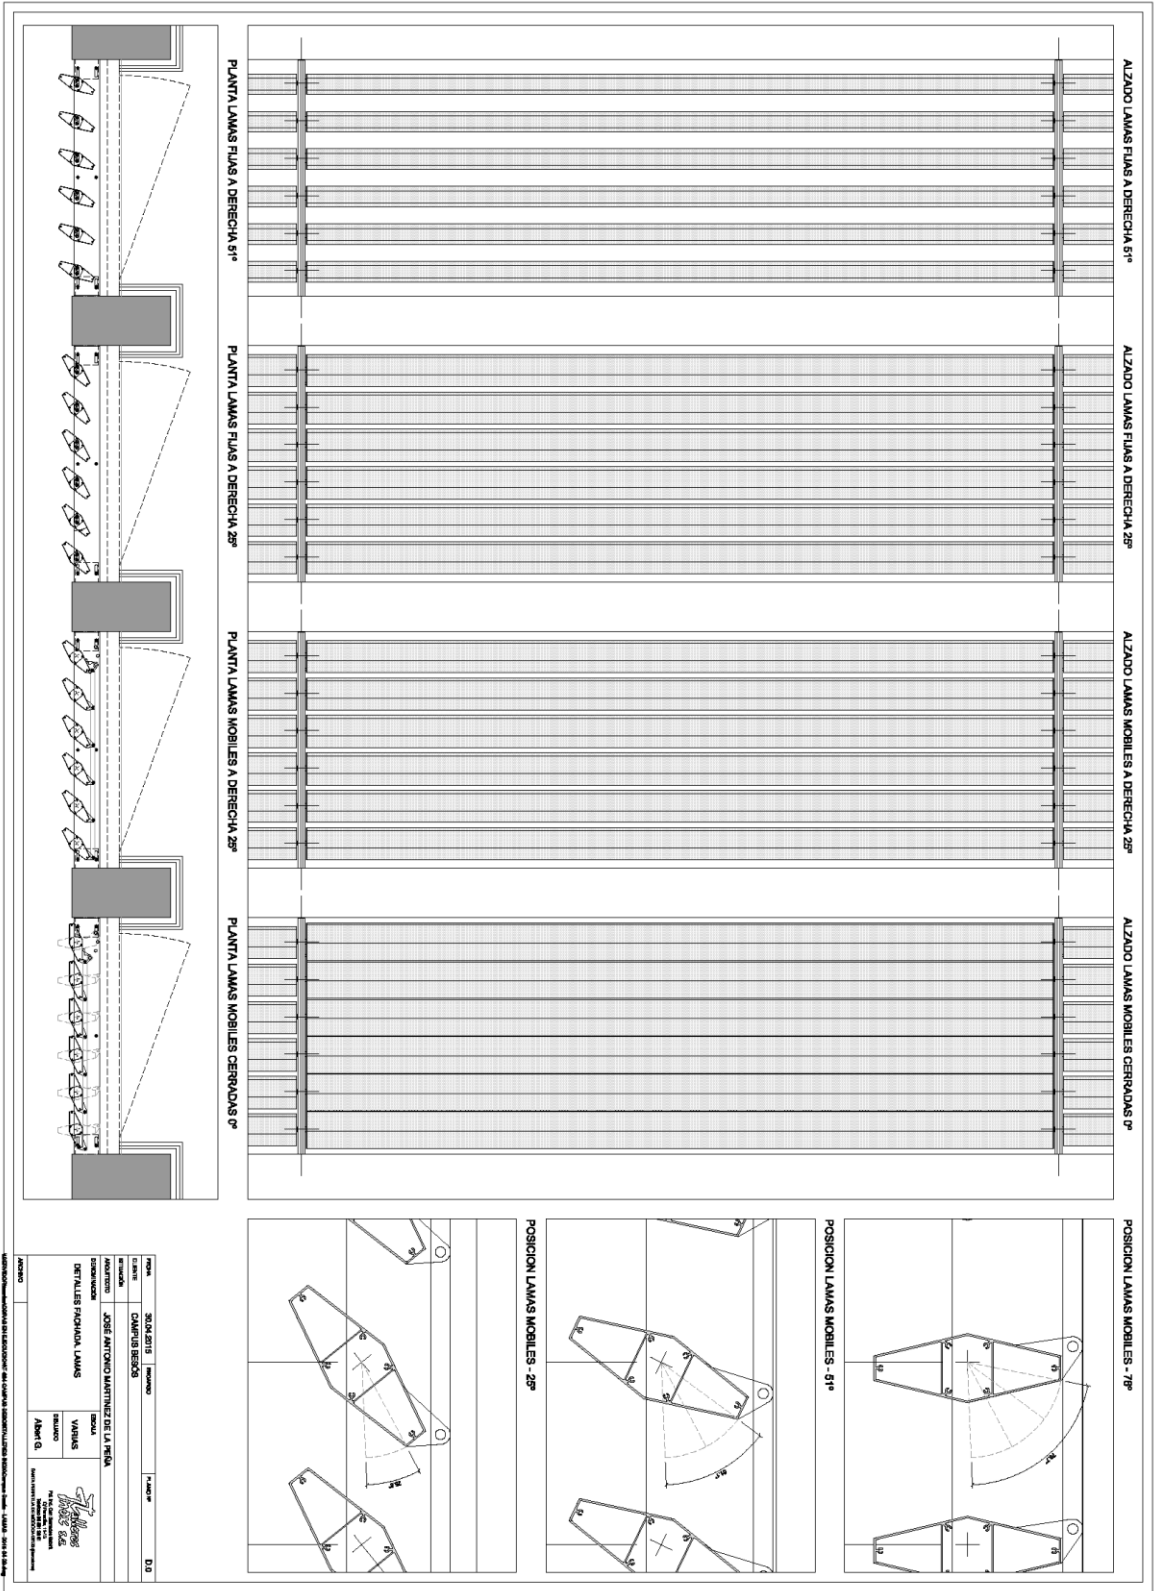 ALZADO LAMAS FIJAS A DERECHA 51º
ALZADO LAMAS FIJAS A DERECHA 25º
ALZADO LAMAS MOBILES A DERECHA 25º
ALZADO LAMAS MOBILES CERRADAS 0º
PLANTA LAMAS FIJAS A DERECHA 51º
PLANTA LAMAS FIJAS A DERECHA 25º
PLANTA LAMAS MOBILES A DERECHA 25º
PLANTA LAMAS MOBILES CERRADAS 0º
POSICION LAMAS MOBILES - 78º
POSICION LAMAS MOBILES - 51º
POSICION LAMAS MOBILES - 25º
FECHA 30.04.2015
PLANO Nº D.0
CLIENTE CAMPUS BESÓS
SITUACIÓN
ARQUITECTO JOSÉ ANTONIO MARTINEZ DE LA PEÑA
DENOMINACIÓN
DETALLES FACHADA. LAMAS
ESCALA
VARIAS
DIBUJADO
Albert G.
ARCHIVO